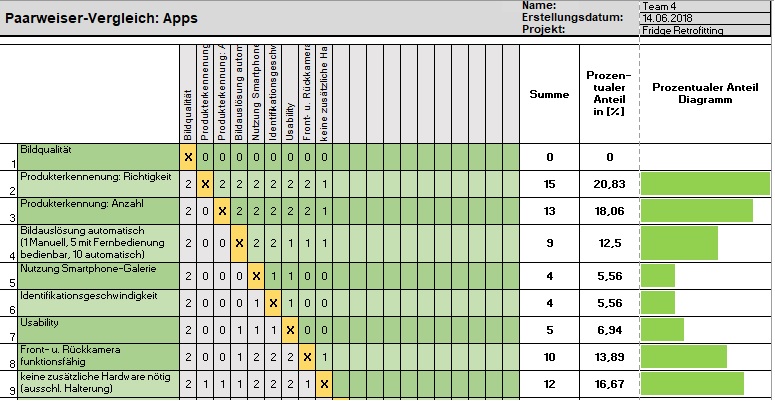 Paarweiser-Vergleich: Apps
Name: Team 4
Erstellungsdatum: 14.06.2018
Projekt: Fridge Retrofitting
Bildqualität
Produkterkennenung
Produkterkennung: A
Bildauslösung autom
Nutzung Smartphone
Identifikationsgeschw
Usability
Front- u. Rückkamera
keine zusätzliche Ha
Summe
Prozen-
tualer
Anteil
in [%]
Prozentualer Anteil
Diagramm
1 Bildqualität X 0 0 0 0 0 0 0 0 0 0
2 Produkterkennenung: Richtigkeit 2 X 2 2 2 2 2 2 1 15 20,83
3 Produkterkennung: Anzahl 2 0 X 2 2 2 2 2 1 13 18,06
Bildauslösung automatisch
(1 Manuell, 5 mit Fernbedienung
4 bedienbar, 10 automatisch) 2 0 0 X 2 2 1 1 1 9 12,5
5 Nutzung Smartphone-Galerie 2 0 0 0 X 1 1 0 0 4 5,56
6 Identifikationsgeschwindigkeit 2 0 0 0 1 X 1 0 0 4 5,56
7 Usability 2 0 0 1 1 1 X 0 0 5 6,94
Front- u. Rückkamera
8 funktionsfähig 2 0 0 1 2 2 2 X 1 10 13,89
keine zusätzliche Hardware nötig
9 (ausschl. Halterung) 2 1 1 1 2 2 2 1 X 12 16,67